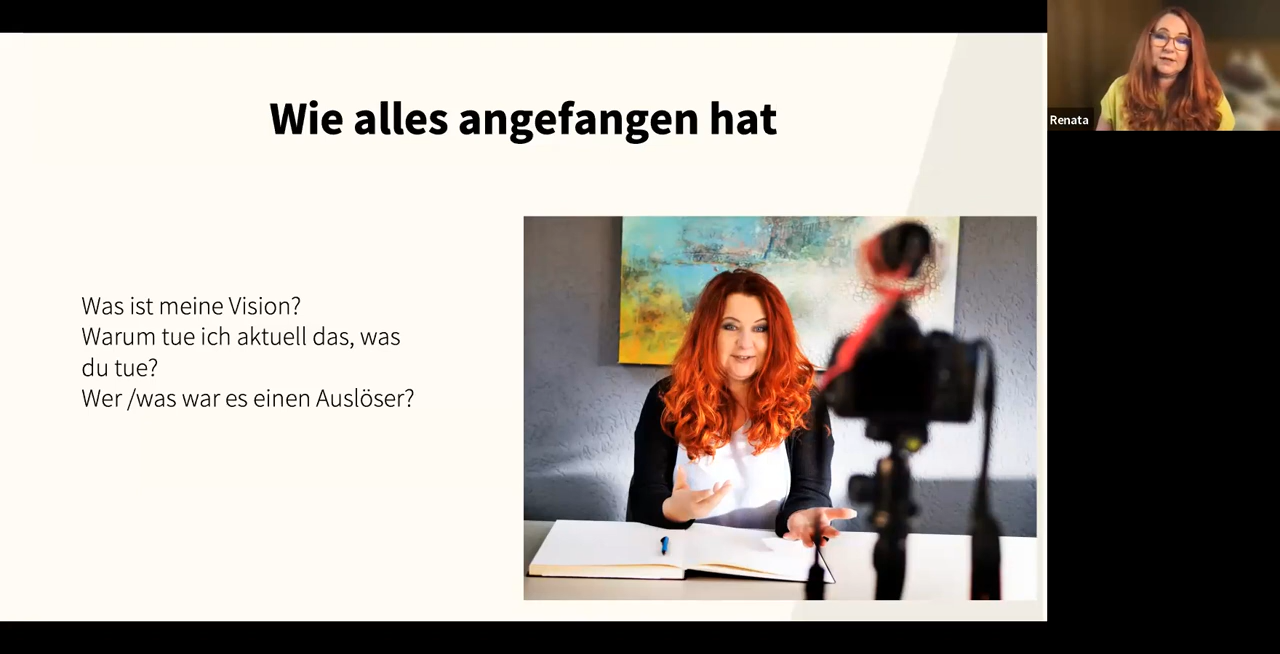 Wie alles angefangen hat
Was ist meine Vision?
Warum tue ich aktuell das, was
du tue?
Wer /was war es einen Auslöser?
Renata